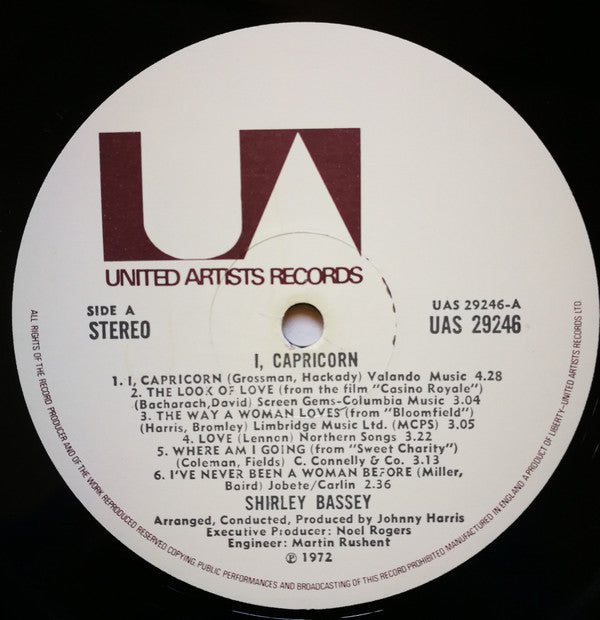 UA
UNITED ARTISTS RECORDS
SIDE A
STEREO
UAS 29246-A
UAS 29246
I, CAPRICORN
1. I, CAPRICORN (Grossman, Hackady) Valando Music 4.28
2. THE LOOK OF LOVE (from the film "Casino Royale")
(Bacharach, David) Screen Gems-Columbia Music 3.04
3. THE WAY A WOMAN LOVES (from "Bloomfield")
(Harris, Bromley) Limbridge Music Ltd. (MCPS) 3.05
4. LOVE (Lennon) Northern Songs 3.22
5. WHERE AM I GOING (from "Sweet Charity")
(Coleman, Fields) C. Connelly & Co. 3.13
6. I'VE NEVER BEEN A WOMAN BEFORE (Miller,
Baird) Jobete/Carlin 2.36
SHIRLEY BASSEY
Arranged, Conducted, Produced by Johnny Harris
Executive Producer: Noel Rogers
Engineer: Martin Rushent
℗ 1972
ALL RIGHTS OF THE RECORD PRODUCER AND OF THE WORK REPRODUCED RESERVED COPYING, PUBLIC PERFORMANCES AND BROADCASTING OF THIS RECORD PROHIBITED MANUFACTURED IN ENGLAND A PRODUCT OF LIBERTY-UNITED ARTISTS RECORDS LTD.